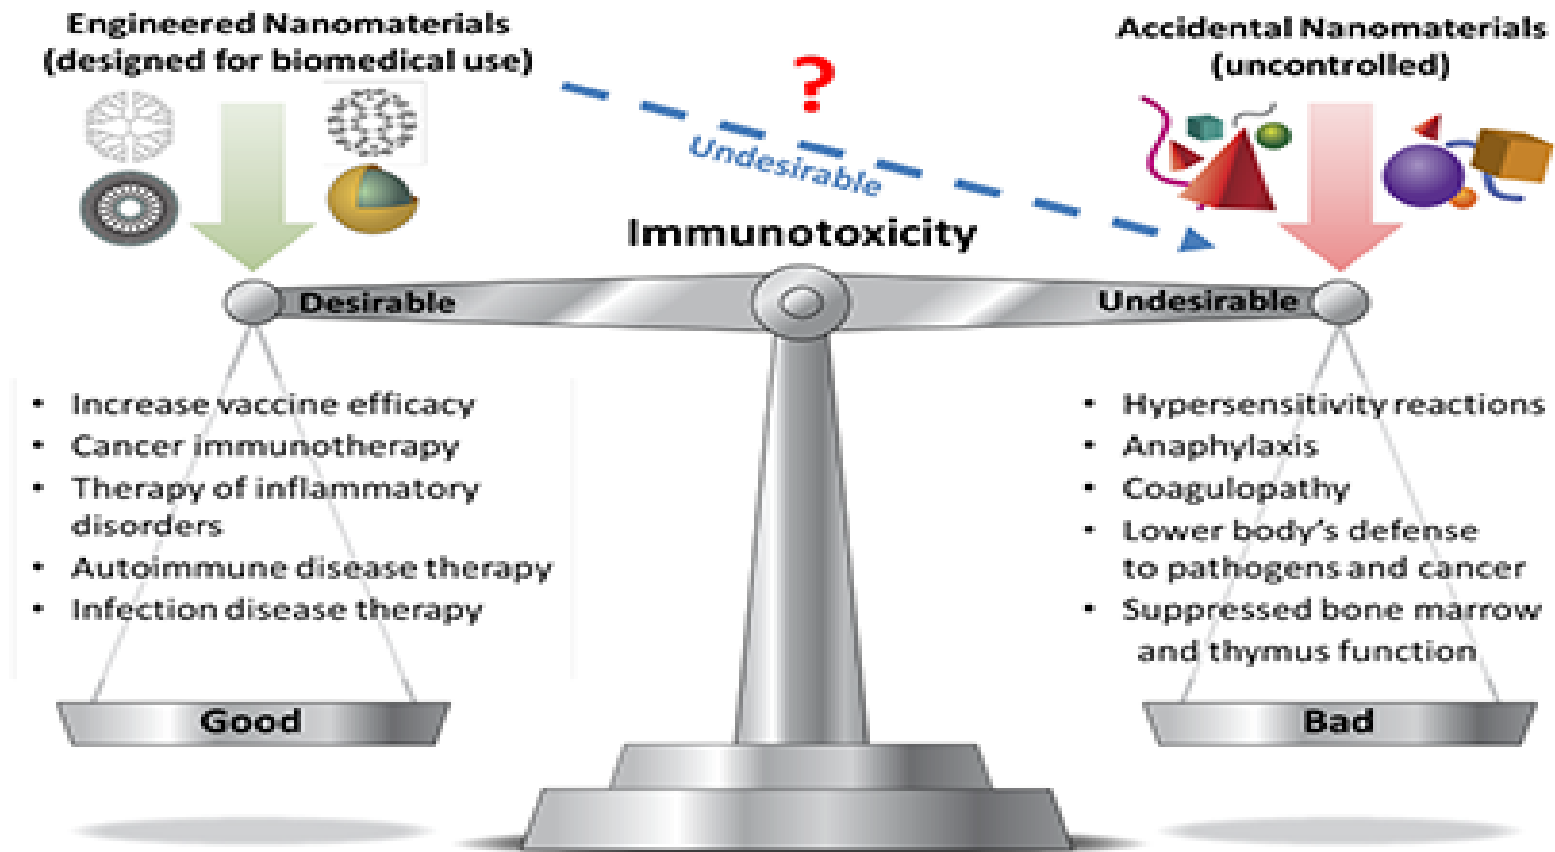 Engineered Nanomaterials
(designed for biomedical use)
Accidental Nanomaterials
(uncontrolled)
?
Undesirable
Immunotoxicity
Desirable
Undesirable
• Increase vaccine efficacy
• Cancer immunotherapy
• Therapy of inflammatory
disorders
• Autoimmune disease therapy
• Infection disease therapy
Good
• Hypersensitivity reactions
• Anaphylaxis
• Coagulopathy
• Lower body's defense
to pathogens and cancer
• Suppressed bone marrow
and thymus function
Bad